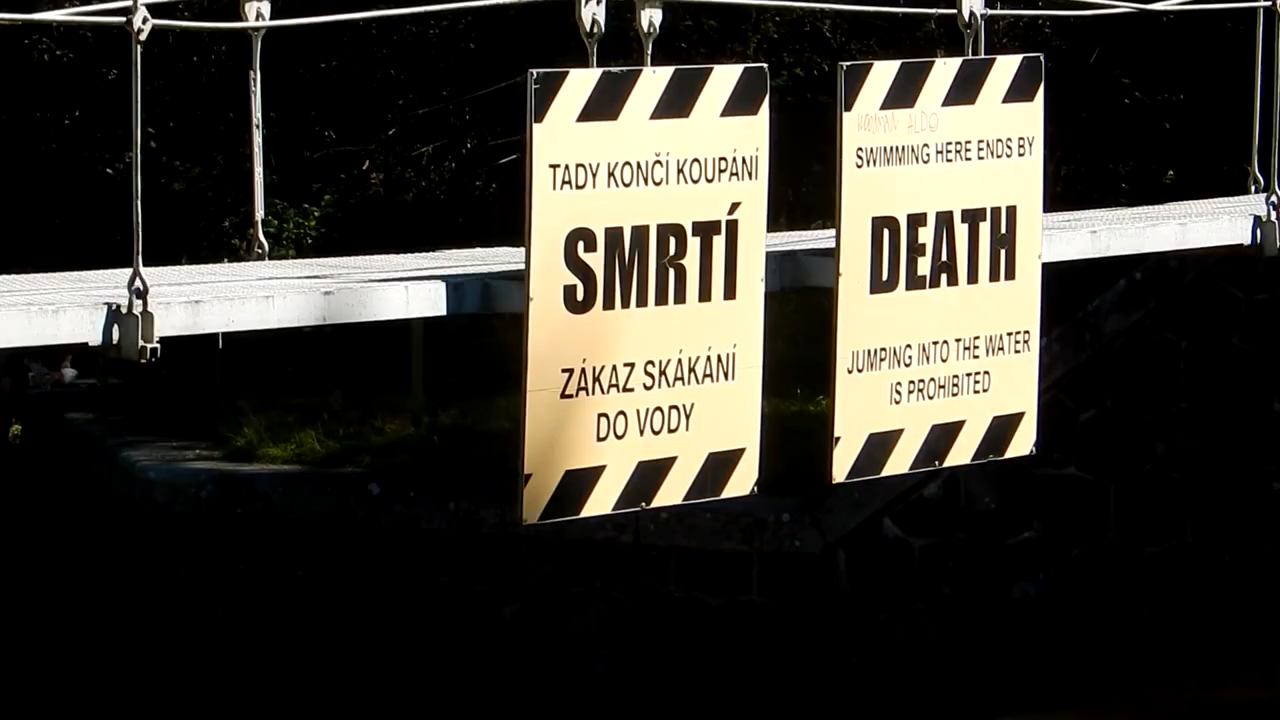 TADY KONČÍ KOUPÁNÍ
SMRTÍ
ZÁKAZ SKÁKÁNÍ
DO VODY
ALDO
SWIMMING HERE ENDS BY
DEATH
JUMPING INTO THE WATER
IS PROHIBITED